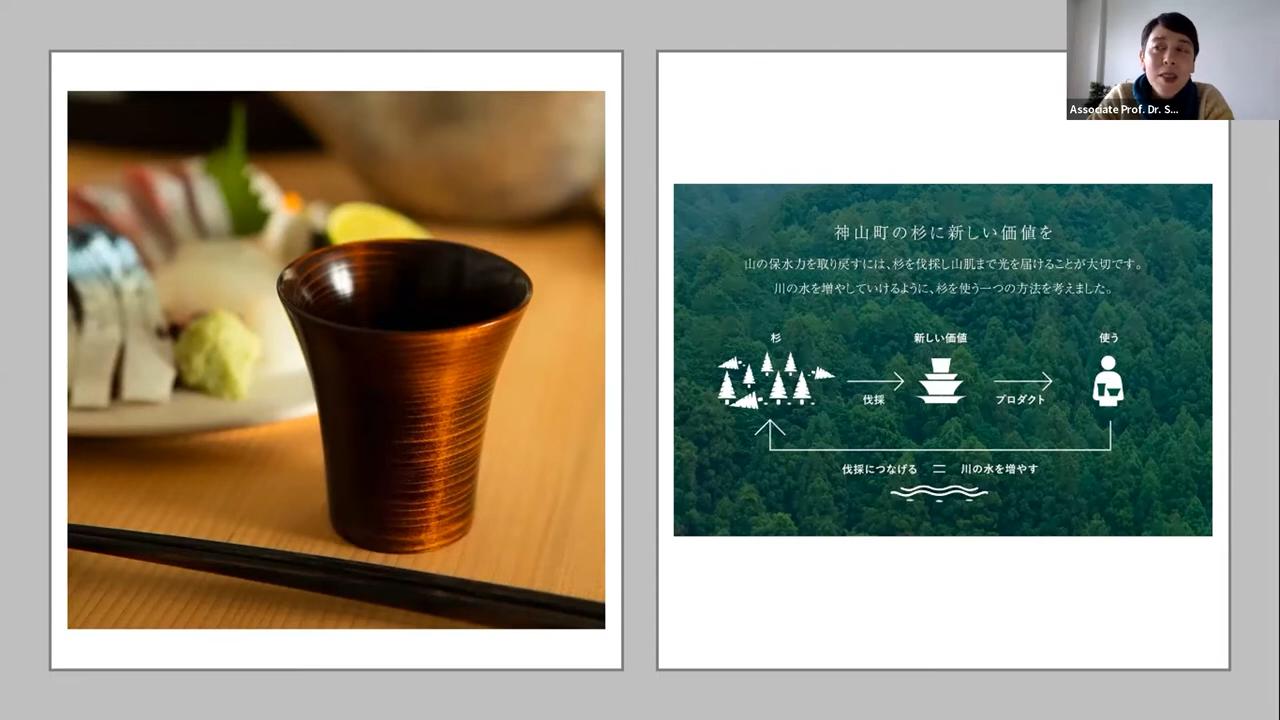 Associate Prof. Dr. S...
神山町の杉に新しい価値を
山の保水力を取り戻すには、杉を伐採し山肌まで光を届けることが大切です。
川の水を増やしていけるように、杉を使う一つの方法を考えました。
杉
新しい価値
使う
伐採
プロダクト
伐採につなげる = 川の水を増やす